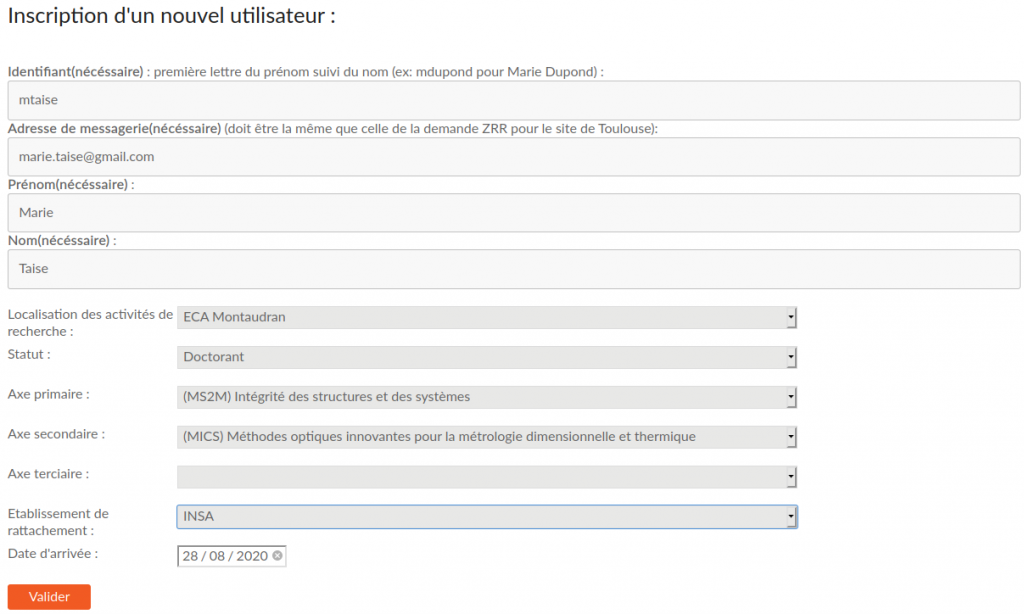 Inscription d'un nouvel utilisateur :
Identifiant(nécéssaire) : première lettre du prénom suivi du nom (ex: mdupond pour Marie Dupond) :
mtaise
Adresse de messagerie(nécéssaire) (doit être la même que celle de la demande ZRR pour le site de Toulouse):
marie.taise@gmail.com
Prénom(nécéssaire) :
Marie
Nom(nécéssaire) :
Taise
Localisation des activités de recherche : ECA Montaudran
Statut : Doctorant
Axe primaire : (MS2M) Intégrité des structures et des systèmes
Axe secondaire : (MICS) Méthodes optiques innovantes pour la métrologie dimensionnelle et thermique
Axe terciaire :
Etablissement de rattachement : INSA
Date d'arrivée : 28 / 08 / 2020
Valider